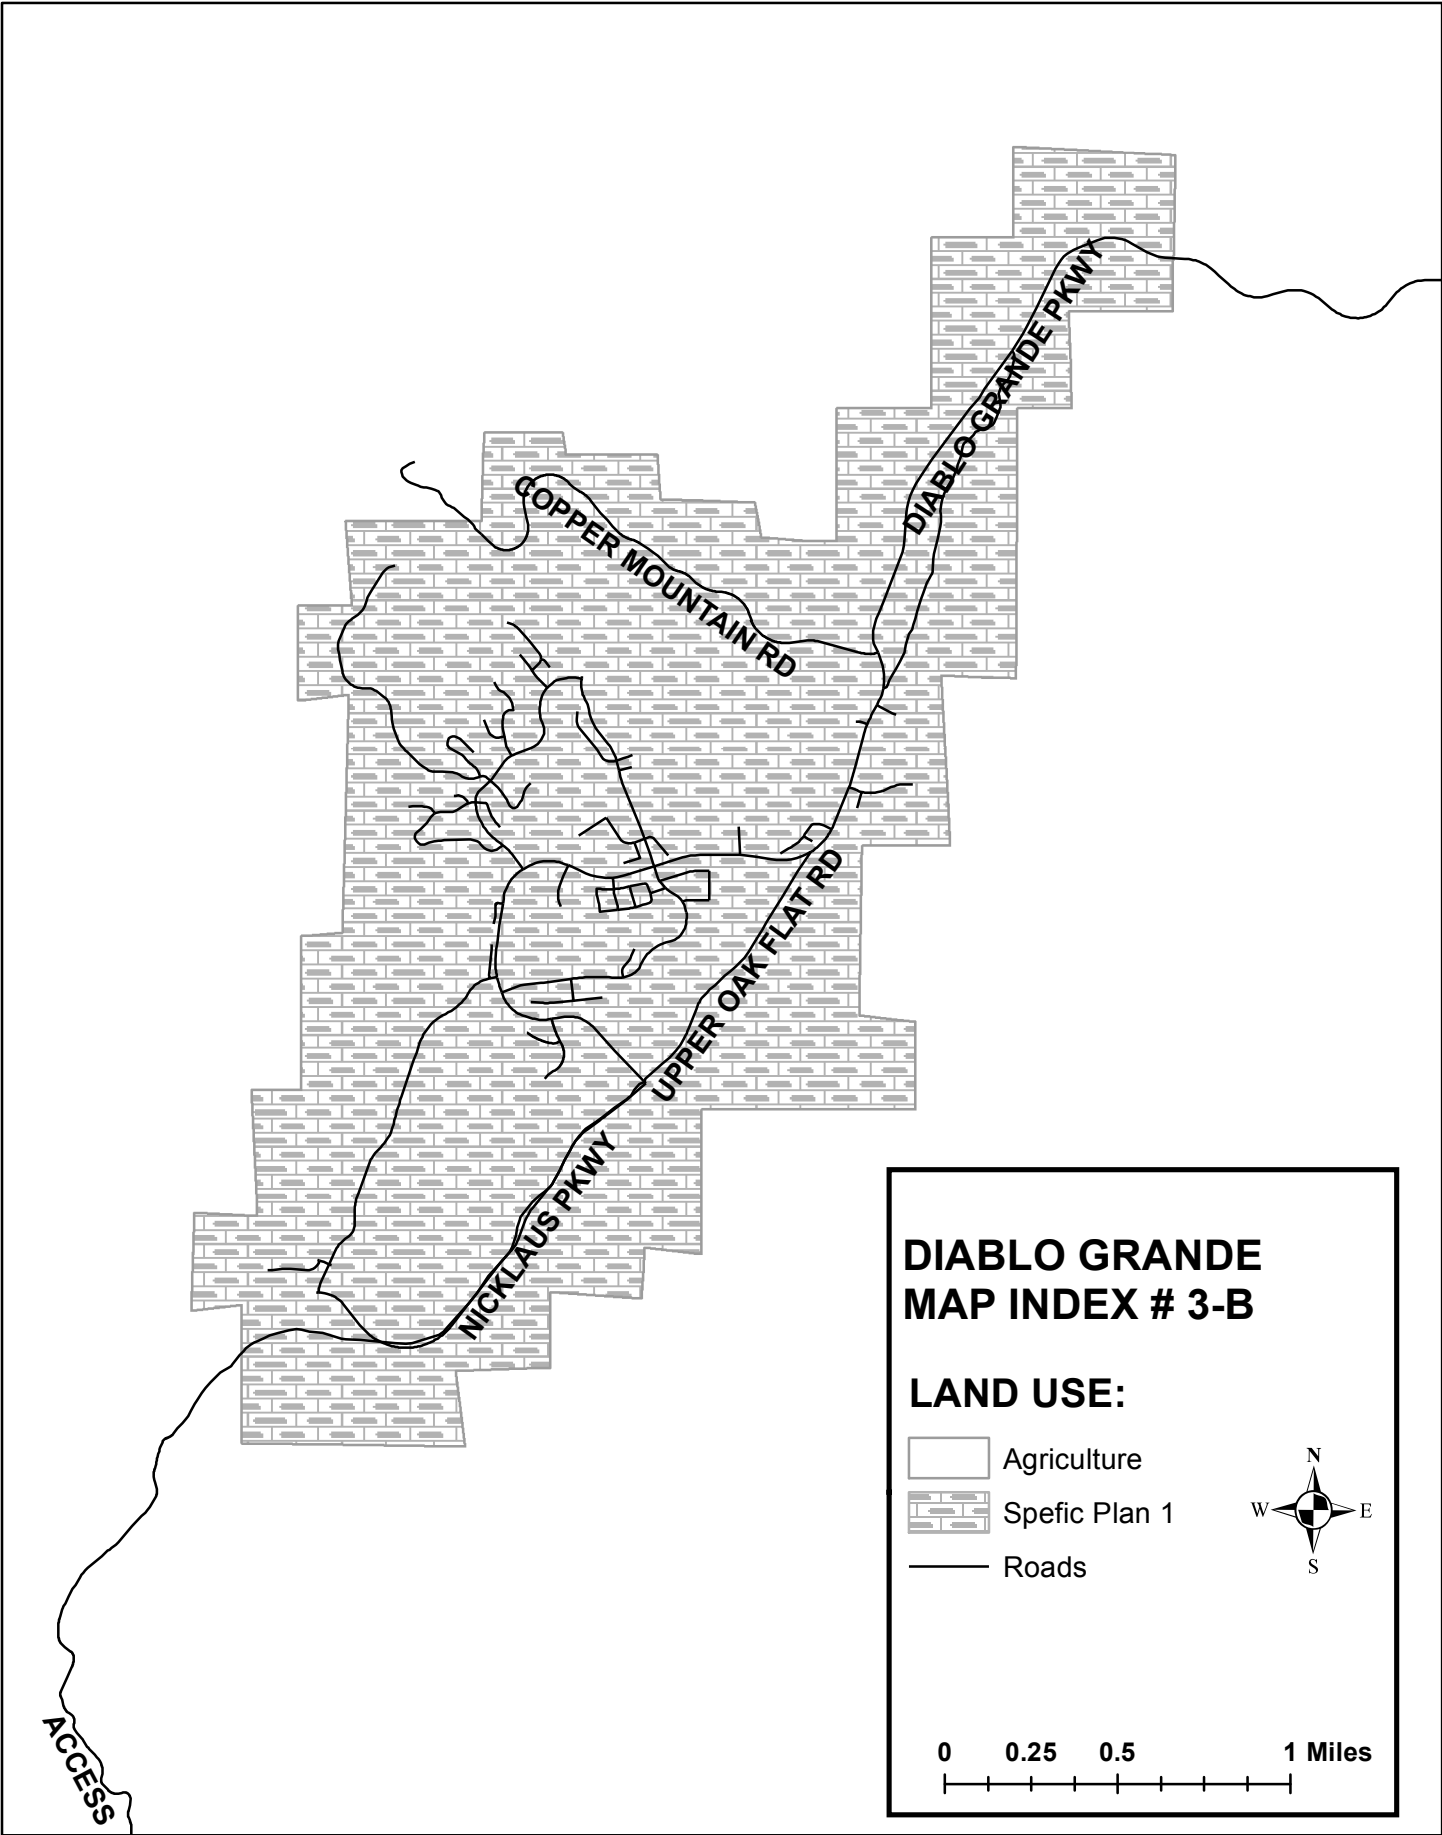 DIABLO GRANDE PKWY
COPPER MOUNTAIN RD
UPPER OAK FLAT RD
NICKLAUS PKWY
ACCESS
DIABLO GRANDE
MAP INDEX # 3-B
LAND USE:
Agriculture
Spefic Plan 1
Roads
N
W E
S
0 0.25 0.5 1 Miles